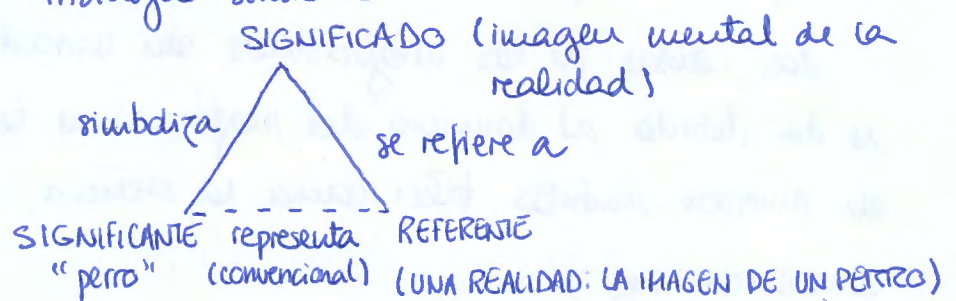 SIGNIFICADO (imagen mental de la
realidad)
simboliza
se refiere a
SIGNIFICANTE representa REFERENTE
"perro" (convencional) (UNA REALIDAD: LA IMAGEN DE UN PERRO)